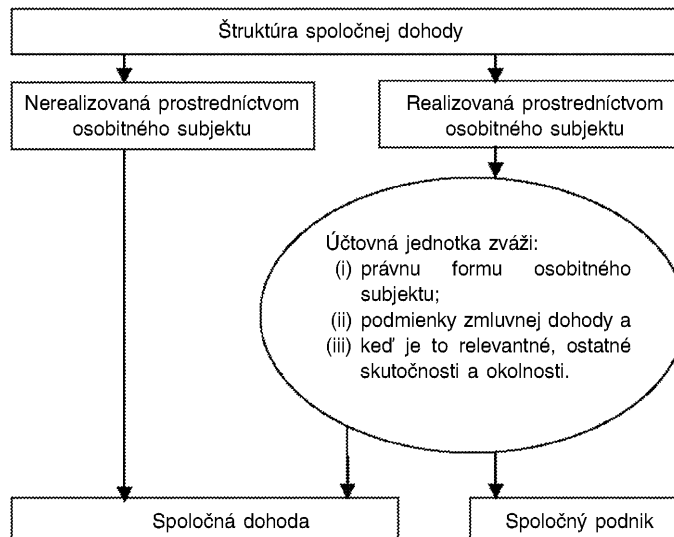 Štruktúra spoločnej dohody
Nerealizovaná prostredníctvom
osobitného subjektu
Realizovaná prostredníctvom
osobitného subjektu
Účtovná jednotka zváži:
(i) právnu formu osobitného
subjektu;
(ii) podmienky zmluvnej dohody a
(iii) keď je to relevantné, ostatné
skutočnosti a okolnosti.
Spoločná dohoda
Spoločný podnik